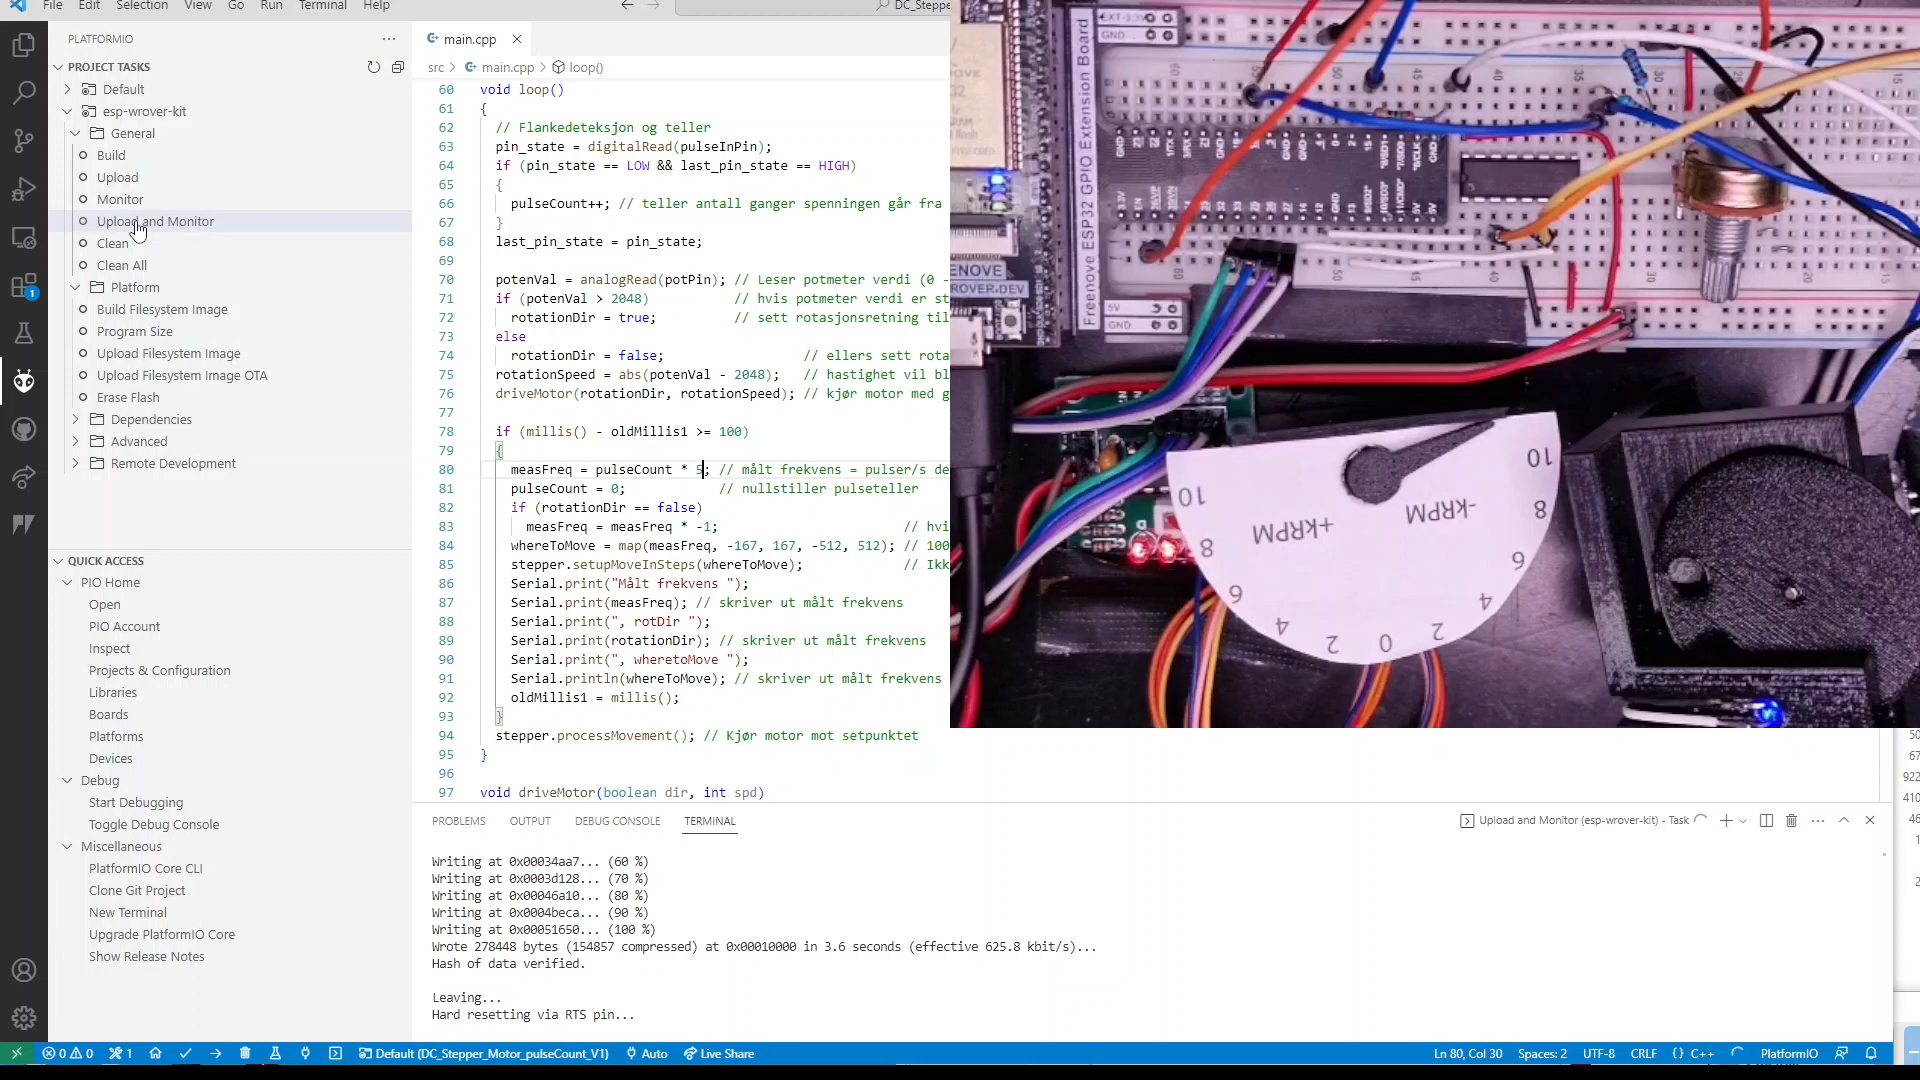 File Edit Selection View Go Run Terminal Help
DC_Steppe
PLATFORMIO
PROJECT TASKS
Default
esp-wrover-kit
General
Build
Upload
Monitor
Upload and Monitor
Clean
Clean All
Platform
Build Filesystem Image
Program Size
Upload Filesystem Image
Upload Filesystem Image OTA
Erase Flash
Dependencies
Advanced
Remote Development
QUICK ACCESS
PIO Home
Open
PIO Account
Inspect
Projects & Configuration
Libraries
Boards
Platforms
Devices
Debug
Start Debugging
Toggle Debug Console
Miscellaneous
PlatformIO Core CLI
Clone Git Project
New Terminal
Upgrade PlatformIO Core
Show Release Notes
main.cpp
src > main.cpp > loop()
60 void loop()
61 {
62 // Flankedeteksjon og teller
63 pin_state = digitalRead(pulseInPin);
64 if (pin_state == LOW && last_pin_state == HIGH)
65 {
66 pulseCount++; // teller antall ganger spenningen går fra
67 }
68 last_pin_state = pin_state;
69
70 potenVal = analogRead(potPin); // Leser potmeter verdi (0 -
71 if (potenVal > 2048) // hvis potmeter verdi er st
72 rotationDir = true; // sett rotasjonsretning til
73 else
74 rotationDir = false; // ellers sett rota
75 rotationSpeed = abs(potenVal - 2048); // hastighet vil bl
76 driveMotor(rotationDir, rotationSpeed); // kjør motor med g
77
78 if (millis() - oldMillis1 >= 100)
79 {
80 measFreq = pulseCount * 5; // målt frekvens = pulser/s de
81 pulseCount = 0; // nullstiller pulseteller
82 if (rotationDir == false)
83 measFreq = measFreq * -1; // hvi
84 whereToMove = map(measFreq, -167, 167, -512, 512); // 100
85 stepper.setupMoveInSteps(whereToMove); // Ikk
86 Serial.print("Målt frekvens ");
87 Serial.print(measFreq); // skriver ut målt frekvens
88 Serial.print(", rotDir ");
89 Serial.print(rotationDir); // skriver ut målt frekvens
90 Serial.print(", wheretoMove ");
91 Serial.println(whereToMove); // skriver ut målt frekvens
92 oldMillis1 = millis();
93 }
94 stepper.processMovement(); // Kjør motor mot setpunktet
95 }
96
97 void driveMotor(boolean dir, int spd)
Freenove ESP32 GPIO Extension Board
5V
GND
ENOVE
ROVER-DEV
10 8 6 4 2 0 2 4 6 8 10
+kRPM
-kRPM
PROBLEMS OUTPUT DEBUG CONSOLE TERMINAL
Upload and Monitor (esp-wrover-kit) - Task
Writing at 0x00034aa7... (60 %)
Writing at 0x0003d128... (70 %)
Writing at 0x00046a10... (80 %)
Writing at 0x0004beca... (90 %)
Writing at 0x00051650... (100 %)
Wrote 278448 bytes (154857 compressed) at 0x00010000 in 3.6 seconds (effective 625.8 kbit/s)...
Hash of data verified.
Leaving...
Hard resetting via RTS pin...
0 0 1 Default (DC_Stepper_Motor_pulseCount_V1) Auto Live Share
Ln 80, Col 30 Spaces: 2 UTF-8 CRLF {} C++ PlatformIO